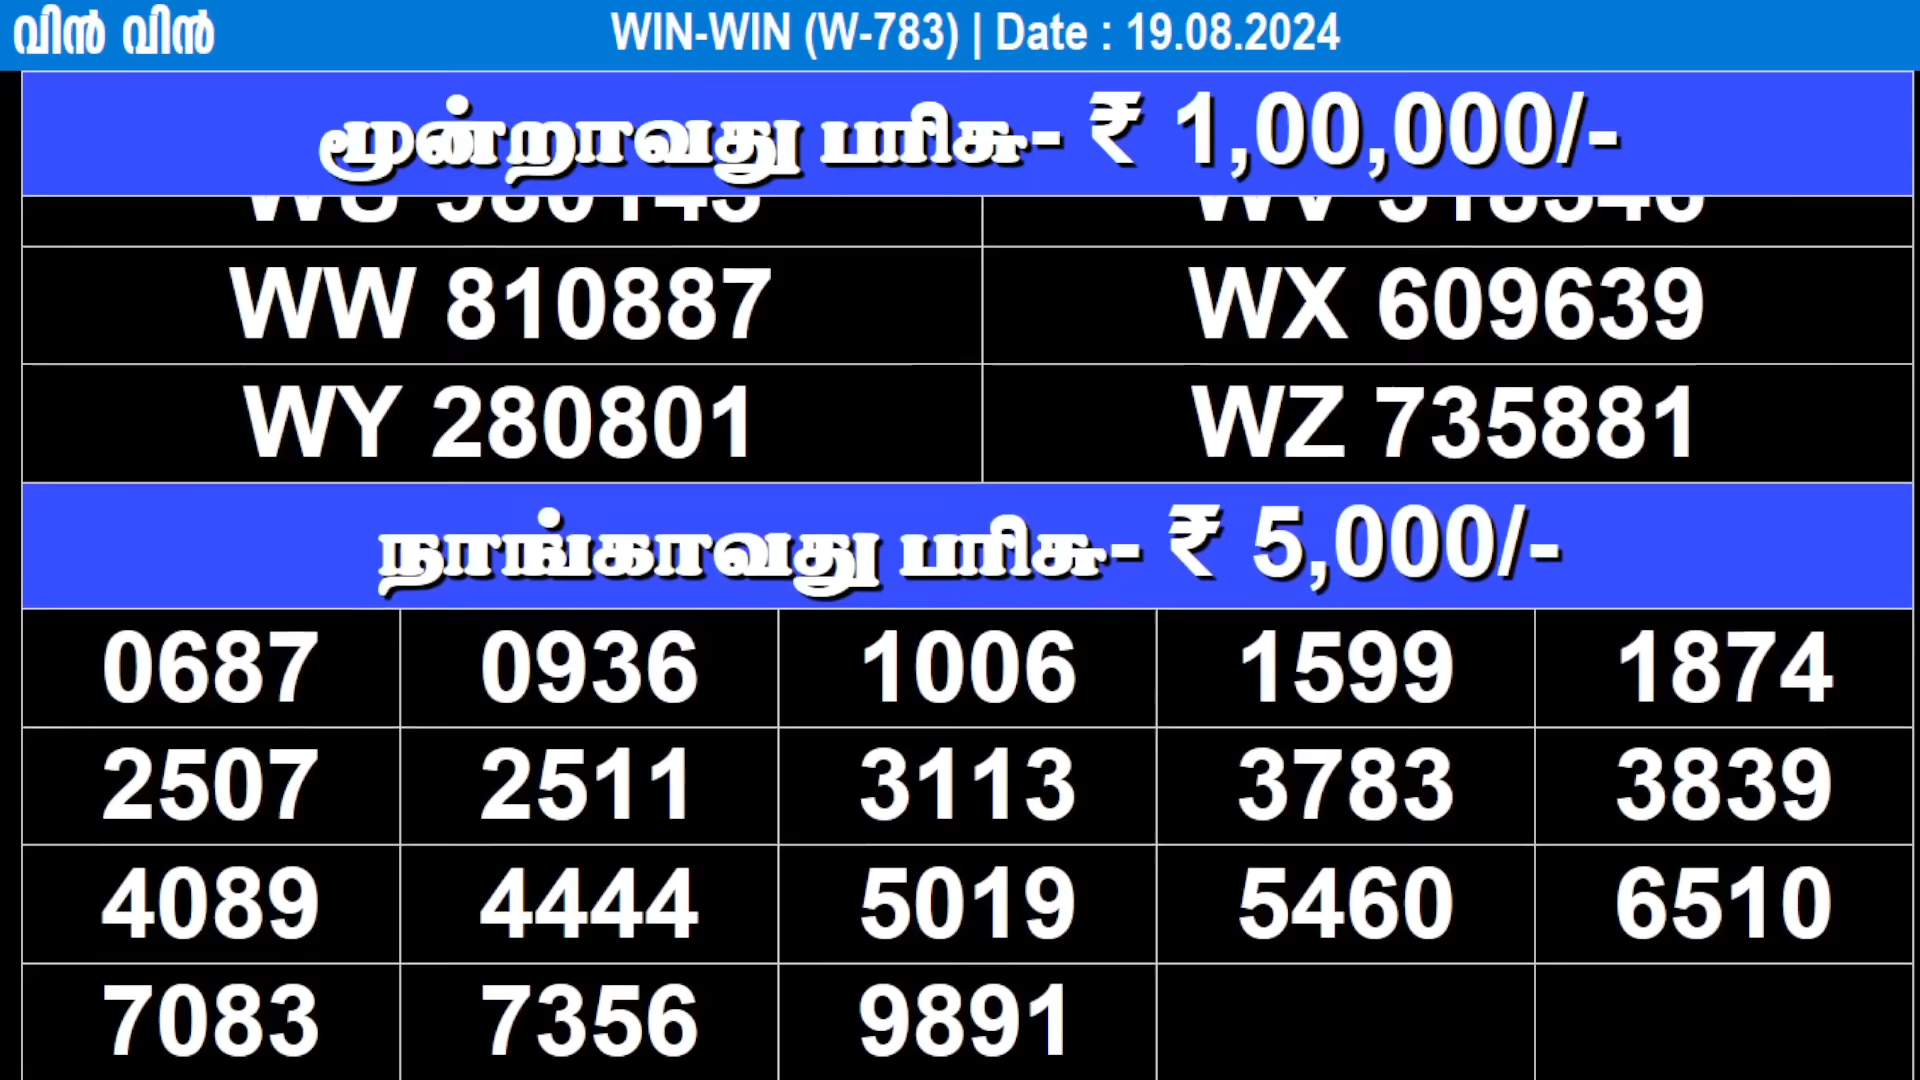 വിൻ വിൻ WIN-WIN (W-783) | Date : 19.08.2024
மூன்றாவது பரிசு- ₹ 1,00,000/-
WW 810887 WX 609639
WY 280801 WZ 735881
நாங்காவது பரிசு- ₹ 5,000/-
0687 0936 1006 1599 1874
2507 2511 3113 3783 3839
4089 4444 5019 5460 6510
7083 7356 9891